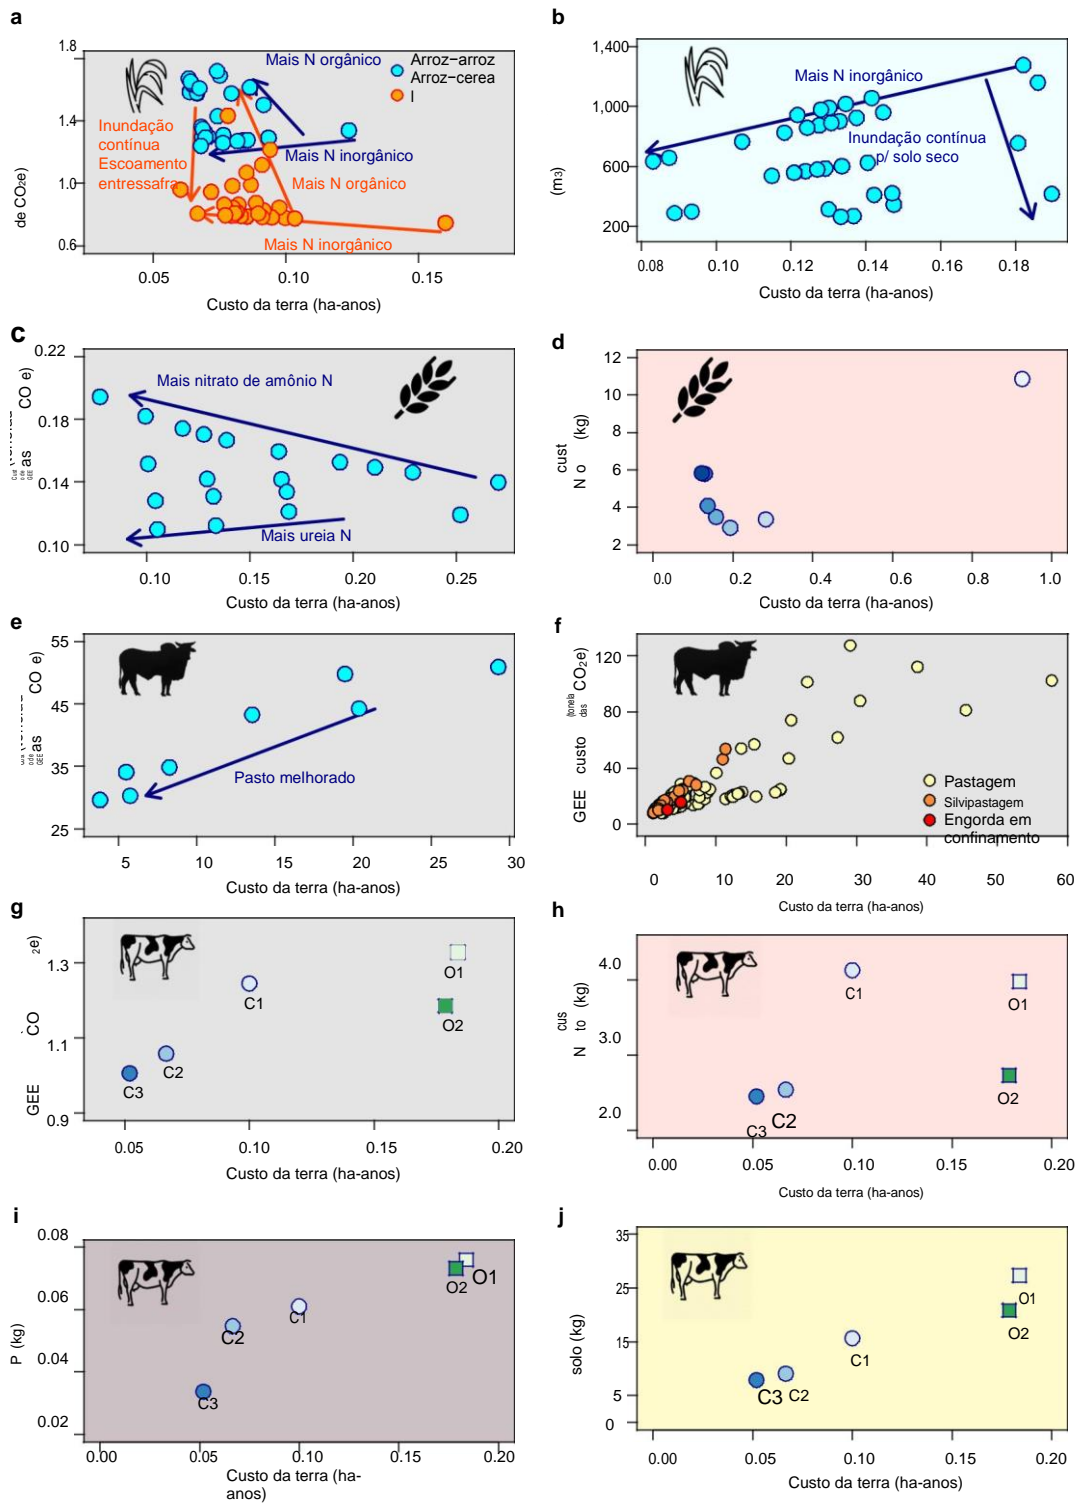 a
1.8
1.4
1.0
0.6
de CO2e)
Mais N orgânico
Arroz–arroz
Arroz–cerea
l
Inundação
contínua
Escoamento
entressafra
Mais N inorgânico
Mais N orgânico
Mais N inorgânico
0.05
0.10
0.15
Custo da terra (ha-anos)
b
1,400
1,000
600
200
(m3)
Mais N inorgânico
Inundação contínua
p/ solo seco
0.08
0.10
0.12
0.14
0.16
0.18
Custo da terra (ha-anos)
c
0.22
0.18
0.14
0.10
CO e)
as
Mais nitrato de amônio N
Mais ureia N
0.10
0.15
0.20
0.25
Custo da terra (ha-anos)
d
12
10
8
6
4
2
cust
N o (kg)
0.0
0.2
0.4
0.6
0.8
1.0
Custo da terra (ha-anos)
e
55
45
35
25
CO e)
as
Pasto melhorado
5
10
15
20
25
30
Custo da terra (ha-anos)
f
120
80
40
0
GEE custo (tonela
das CO2e)
Pastagem
Silvipastagem
Engorda em
confinamento
0
10
20
30
40
50
60
Custo da terra (ha-anos)
g
1.3
1.1
0.9
GEE CO 2e)
C1
C2
C3
O1
O2
0.05
0.10
0.15
0.20
Custo da terra (ha-anos)
h
4.0
3.0
2.0
cus
N to (kg)
C1
O1
O2
C3
C2
0.00
0.05
0.10
0.15
0.20
Custo da terra (ha-anos)
i
0.08
0.06
0.04
0.02
P (kg)
O2
O1
C1
C2
C3
0.00
0.05
0.10
0.15
0.20
Custo da terra (ha-
anos)
j
35
25
15
5
0
solo (kg)
O1
O2
C1
C3
C2
0.00
0.05
0.10
0.15
0.20
Custo da terra (ha-anos)